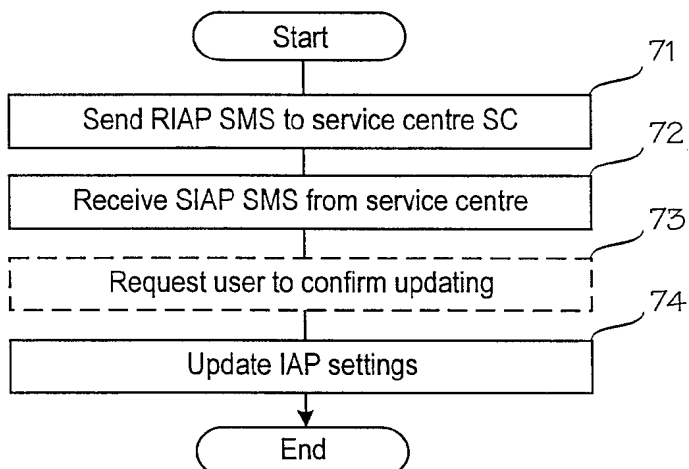 Start
71
Send RIAP SMS to service centre SC
72
Receive SIAP SMS from service centre
73
Request user to confirm updating
74
Update IAP settings
End